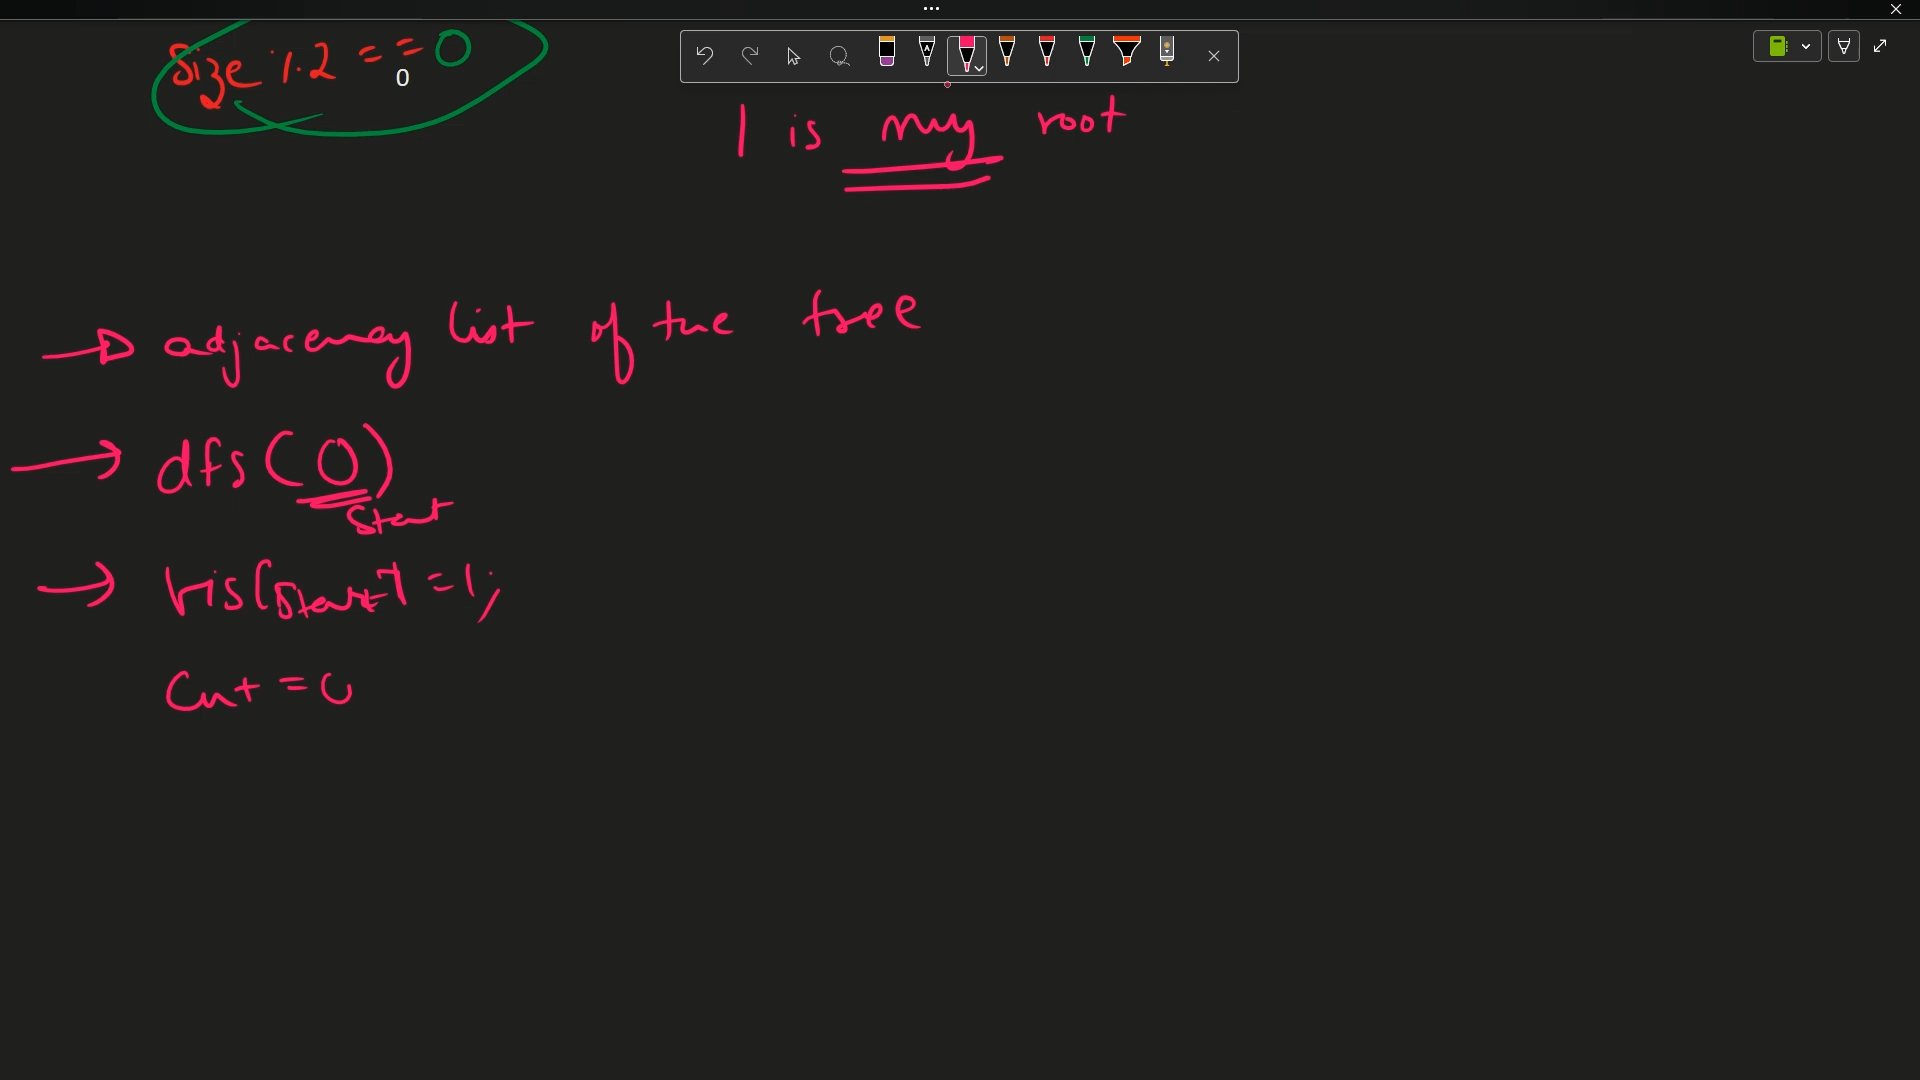 Size % 2 == 0
0
1 is my root
→ adjacency list of the tree
→ dfs(0)
start
→ vis[start] = 1;
Cnt = 0